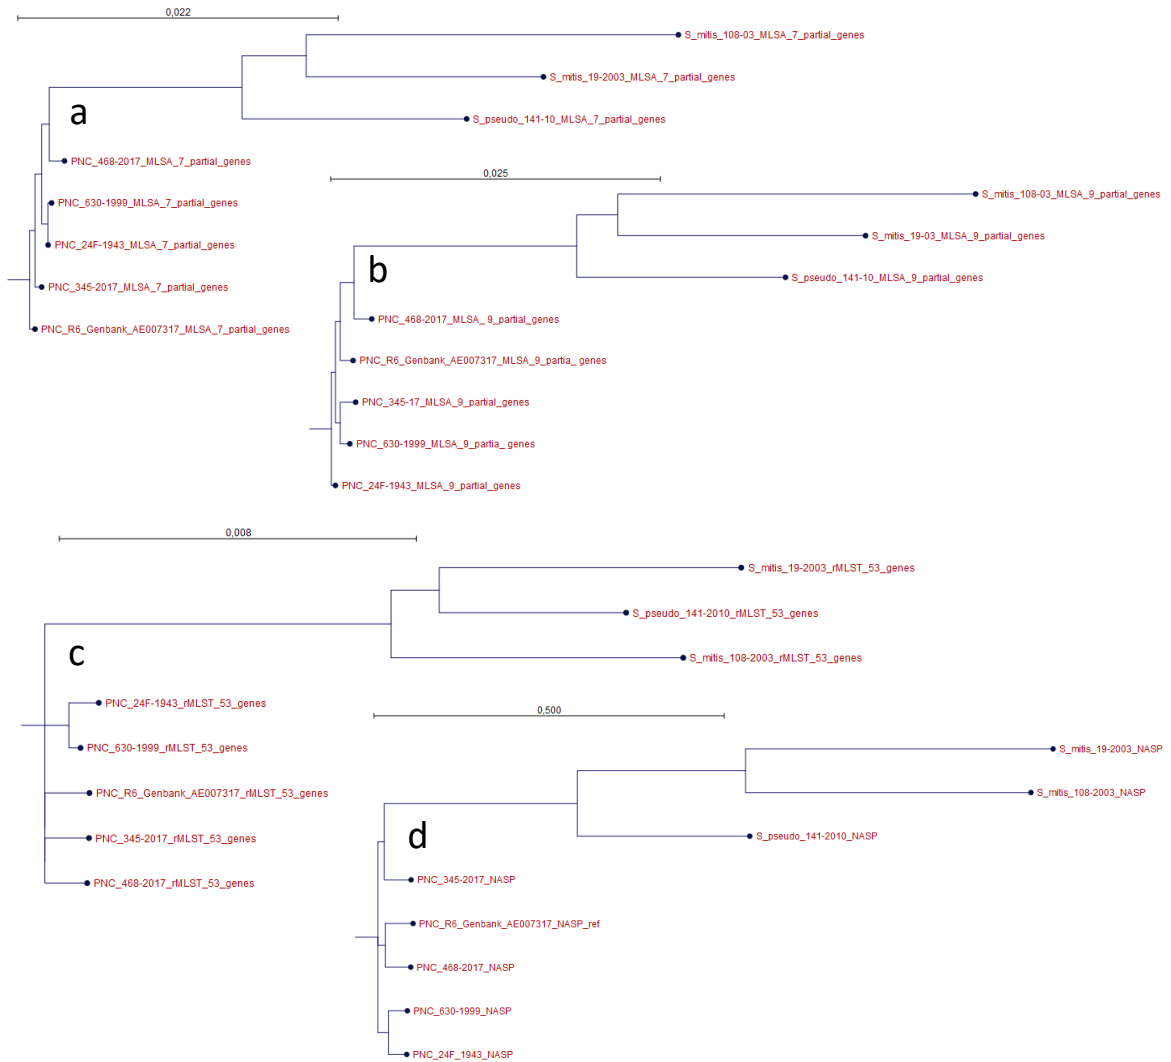 0,022
S_mitis_108-03_MLSA_7_partial_genes
S_mitis_19-2003_MLSA_7_partial_genes
a
S_pseudo_141-10_MLSA_7_partial_genes
PNC_468-2017_MLSA_7_partial_genes
PNC_630-1999_MLSA_7_partial_genes
PNC_24F-1943_MLSA_7_partial_genes
PNC_345-2017_MLSA_7_partial_genes
PNC_R6_Genbank_AE007317_MLSA_7_partial_genes
0,025
S_mitis_108-03_MLSA_9_partial_genes
S_mitis_19-03_MLSA_9_partial_genes
b
S_pseudo_141-10_MLSA_9_partial_genes
PNC_468-2017_MLSA_ 9_partial_genes
PNC_R6_Genbank_AE007317_MLSA_9_partia_ genes
PNC_345-17_MLSA_9_partial_genes
PNC_630-1999_MLSA_9_partia_ genes
PNC_24F-1943_MLSA_9_partial_genes
0,008
S_mitis_19-2003_rMLST_53_genes
S_pseudo_141-2010_rMLST_53_genes
c
S_mitis_108-2003_rMLST_53_genes
PNC_24F-1943_rMLST_53_genes
PNC_630-1999_rMLST_53_genes
PNC_R6_Genbank_AE007317_rMLST_53_genes
PNC_345-2017_rMLST_53_genes
PNC_468-2017_rMLST_53_genes
0,500
S_mitis_19-2003_NASP
S_mitis_108-2003_NASP
d
S_pseudo_141-2010_NASP
PNC_345-2017_NASP
PNC_R6_Genbank_AE007317_NASP_ref
PNC_468-2017_NASP
PNC_630-1999_NASP
PNC_24F_1943_NASP